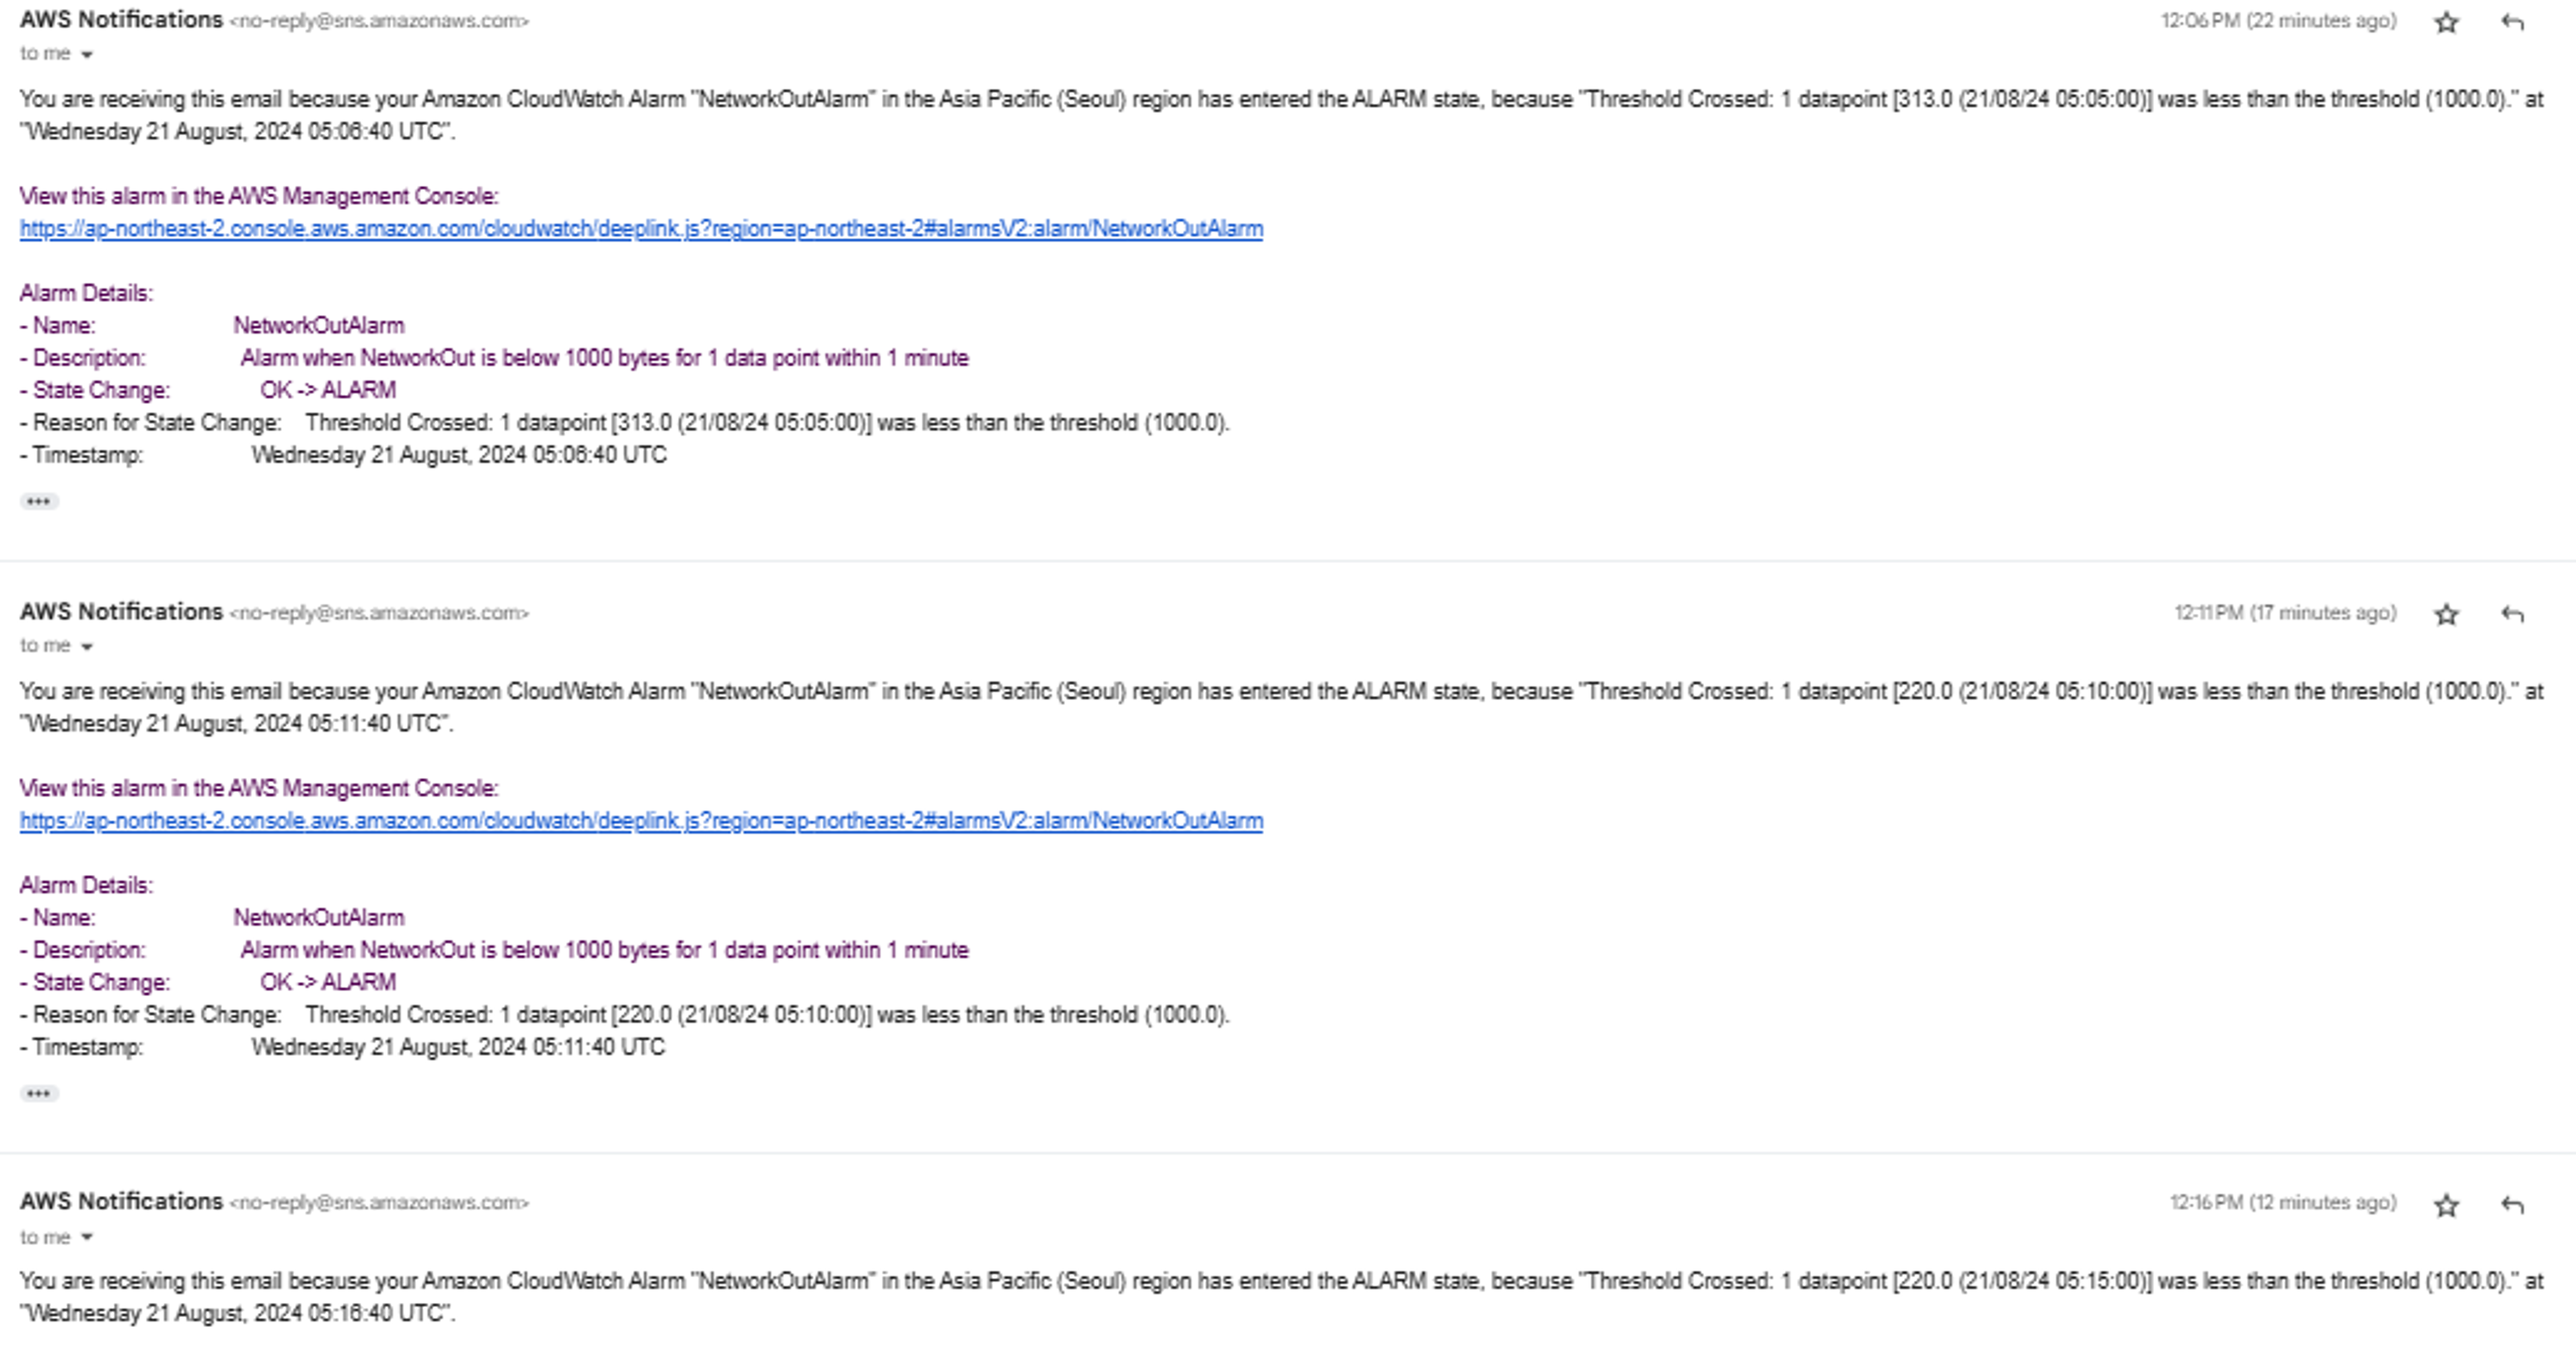 AWS Notifications <no-reply@sns.amazonaws.com> 12:06 PM (22 minutes ago)
to me
You are receiving this email because your Amazon CloudWatch Alarm "NetworkOutAlarm" in the Asia Pacific (Seoul) region has entered the ALARM state, because "Threshold Crossed: 1 datapoint [313.0 (21/08/24 05:05:00)] was less than the threshold (1000.0)." at
"Wednesday 21 August, 2024 05:06:40 UTC".
View this alarm in the AWS Management Console:
https://ap-northeast-2.console.aws.amazon.com/cloudwatch/deeplink.js?region=ap-northeast-2#alarmsV2:alarm/NetworkOutAlarm
Alarm Details:
- Name: NetworkOutAlarm
- Description: Alarm when NetworkOut is below 1000 bytes for 1 data point within 1 minute
- State Change: OK -> ALARM
- Reason for State Change: Threshold Crossed: 1 datapoint [313.0 (21/08/24 05:05:00)] was less than the threshold (1000.0).
- Timestamp: Wednesday 21 August, 2024 05:06:40 UTC
AWS Notifications <no-reply@sns.amazonaws.com> 12:11 PM (17 minutes ago)
to me
You are receiving this email because your Amazon CloudWatch Alarm "NetworkOutAlarm" in the Asia Pacific (Seoul) region has entered the ALARM state, because "Threshold Crossed: 1 datapoint [220.0 (21/08/24 05:10:00)] was less than the threshold (1000.0)." at
"Wednesday 21 August, 2024 05:11:40 UTC".
View this alarm in the AWS Management Console:
https://ap-northeast-2.console.aws.amazon.com/cloudwatch/deeplink.js?region=ap-northeast-2#alarmsV2:alarm/NetworkOutAlarm
Alarm Details:
- Name: NetworkOutAlarm
- Description: Alarm when NetworkOut is below 1000 bytes for 1 data point within 1 minute
- State Change: OK -> ALARM
- Reason for State Change: Threshold Crossed: 1 datapoint [220.0 (21/08/24 05:10:00)] was less than the threshold (1000.0).
- Timestamp: Wednesday 21 August, 2024 05:11:40 UTC
AWS Notifications <no-reply@sns.amazonaws.com> 12:16 PM (12 minutes ago)
to me
You are receiving this email because your Amazon CloudWatch Alarm "NetworkOutAlarm" in the Asia Pacific (Seoul) region has entered the ALARM state, because "Threshold Crossed: 1 datapoint [220.0 (21/08/24 05:15:00)] was less than the threshold (1000.0)." at
"Wednesday 21 August, 2024 05:16:40 UTC".